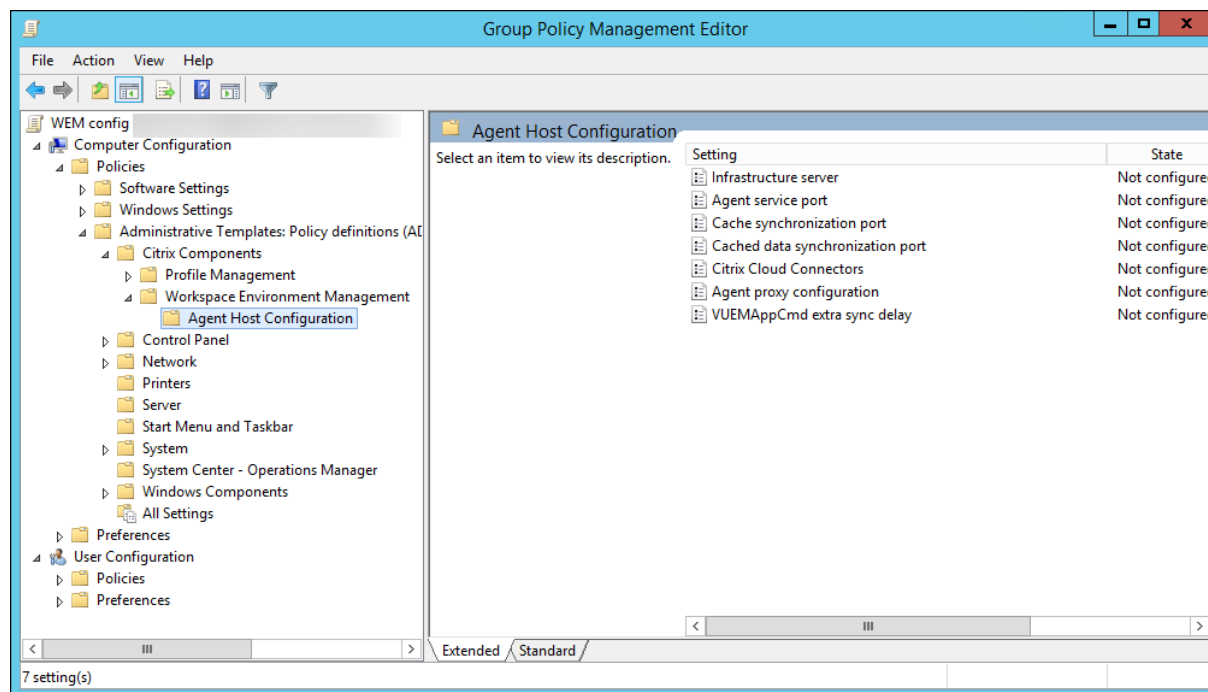 Group Policy Management Editor
File Action View Help
WEM config
Computer Configuration
Policies
Software Settings
Windows Settings
Administrative Templates: Policy definitions (AD
Citrix Components
Profile Management
Workspace Environment Management
Agent Host Configuration
Control Panel
Network
Printers
Server
Start Menu and Taskbar
System
System Center - Operations Manager
Windows Components
All Settings
Preferences
User Configuration
Policies
Preferences
Agent Host Configuration
Select an item to view its description.
Setting State
Infrastructure server Not configure
Agent service port Not configure
Cache synchronization port Not configure
Cached data synchronization port Not configure
Citrix Cloud Connectors Not configure
Agent proxy configuration Not configure
VUEMAppCmd extra sync delay Not configure
Extended Standard
7 setting(s)